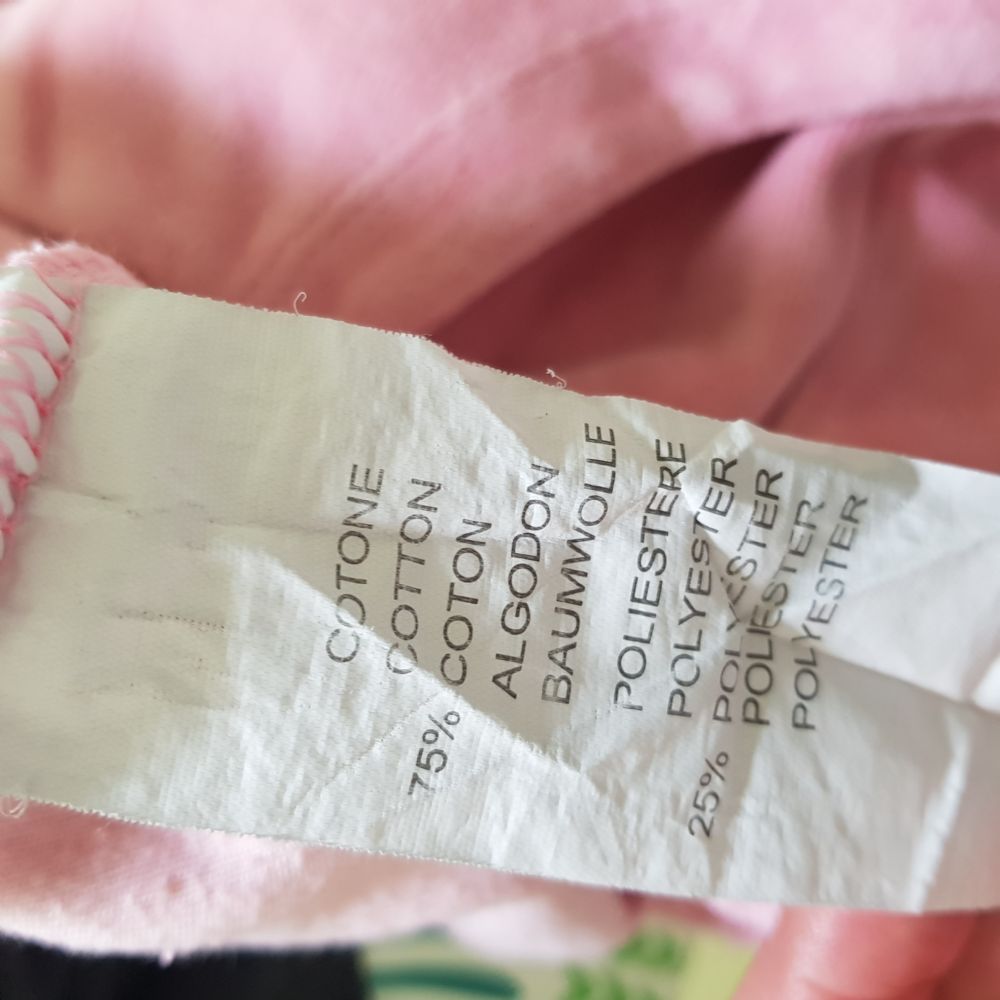 COTONE
COTTON
75% COTON
ALGODON
BAUMWOLLE
POLIESTERE
POLYESTER
25% POLYESTER
POLIESTER
POLYESTER